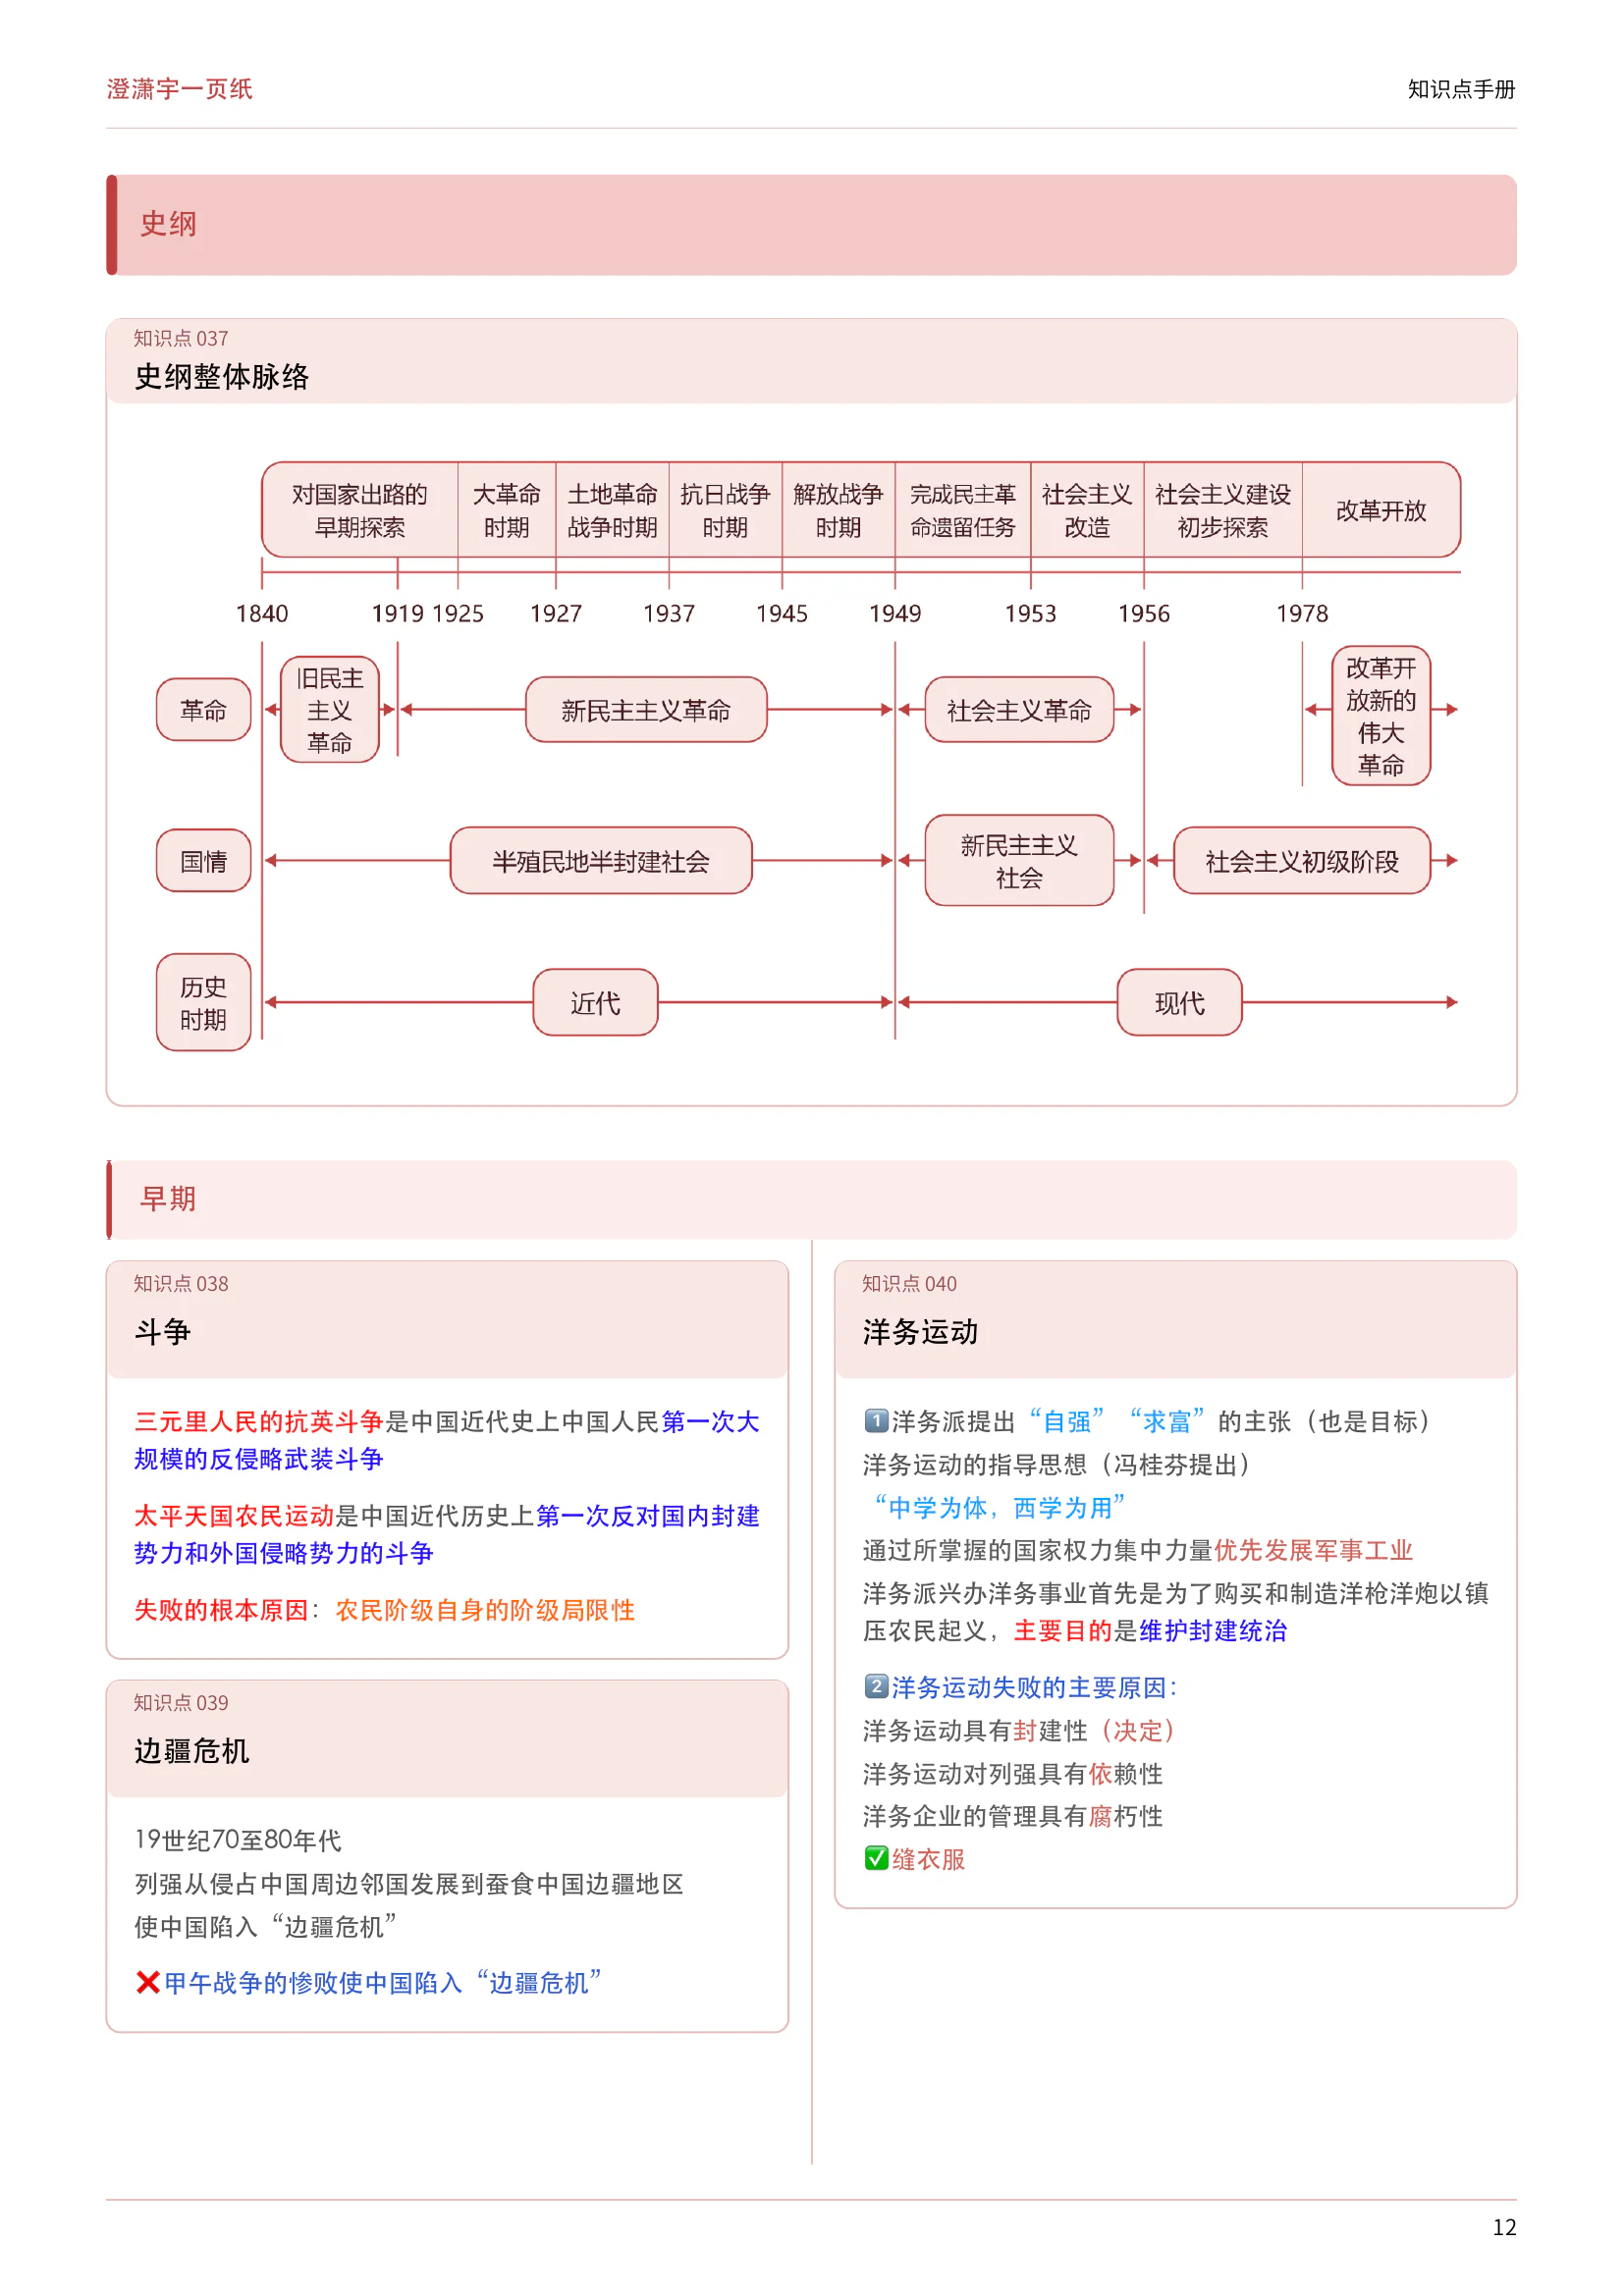 澄潇宇一页纸
知识点手册
史纲
知识点 037
史纲整体脉络
对国家出路的
早期探索
大革命
时期
土地革命
战争时期
抗日战争
时期
解放战争
时期
完成民主革
命遗留任务
社会主义
改造
社会主义建设
初步探索
改革开放
1840
1919
1925
1927
1937
1945
1949
1953
1956
1978
革命
旧民主
主义
革命
新民主主义革命
社会主义革命
改革开
放新的
伟大
革命
国情
半殖民地半封建社会
新民主主义
社会
社会主义初级阶段
历史
时期
近代
现代
早期
知识点 038
斗争
三元里人民的抗英斗争是中国近代史上中国人民第一次大
规模的反侵略武装斗争
太平天国农民运动是中国近代历史上第一次反对国内封建
势力和外国侵略势力的斗争
失败的根本原因：农民阶级自身的阶级局限性
知识点 039
边疆危机
19世纪70至80年代
列强从侵占中国周边邻国发展到蚕食中国边疆地区
使中国陷入“边疆危机”
❌甲午战争的惨败使中国陷入“边疆危机”
知识点 040
洋务运动
1️⃣洋务派提出“自强”“求富”的主张（也是目标）
洋务运动的指导思想（冯桂芬提出）
“中学为体，西学为用”
通过所掌握的国家权力集中力量优先发展军事工业
洋务派兴办洋务事业首先是为了购买和制造洋枪洋炮以镇
压农民起义，主要目的是维护封建统治
2️⃣洋务运动失败的主要原因：
洋务运动具有封建性（决定）
洋务运动对列强具有依赖性
洋务企业的管理具有腐朽性
✅缝衣服
12